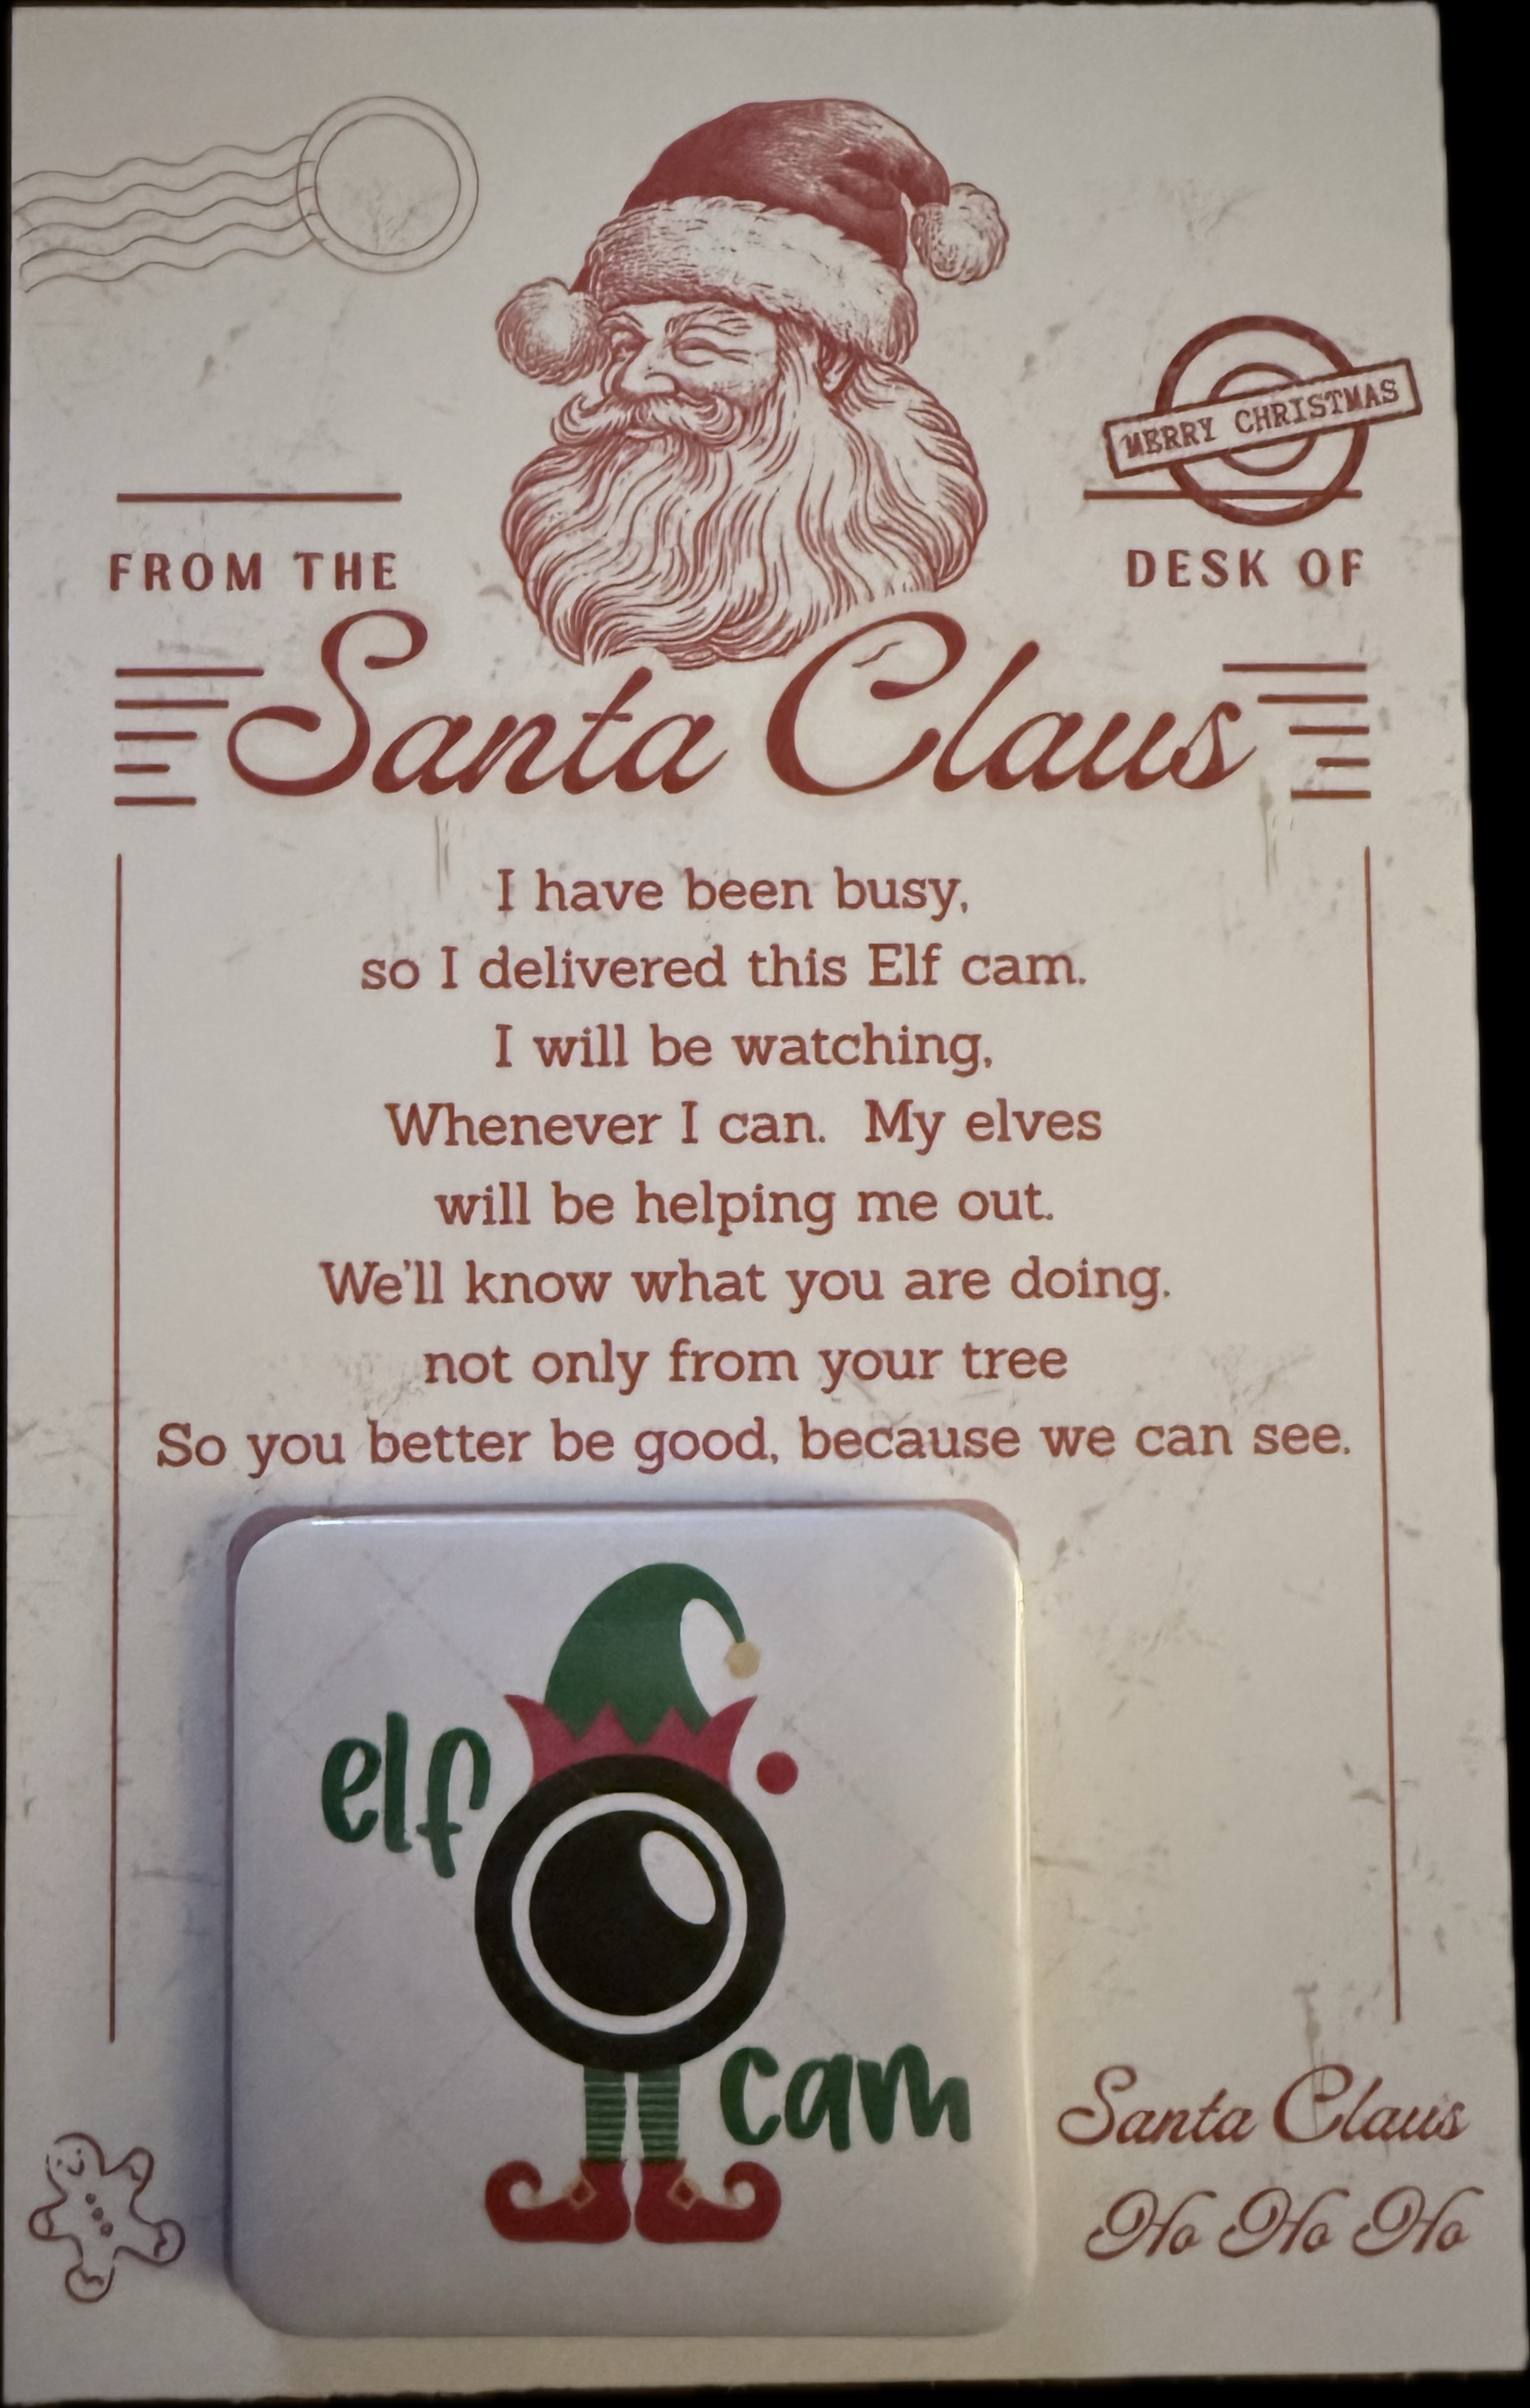 MERRY CHRISTMAS
FROM THE DESK OF
Santa Claus
I have been busy,
so I delivered this Elf cam.
I will be watching,
Whenever I can. My elves
will be helping me out.
We'll know what you are doing.
not only from your tree
So you better be good, because we can see.
elf
cam
Santa Claus
Ho Ho Ho